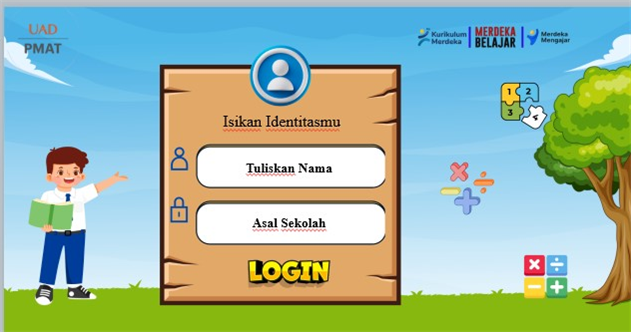 UAD
PMAT
Kurikulum
Merdeka
MERDEKA
BELAJAR
Merdeka
Mengajar
Isikan Identitasmu
Tuliskan Nama
Asal Sekolah
LOGIN
1 2
3 4